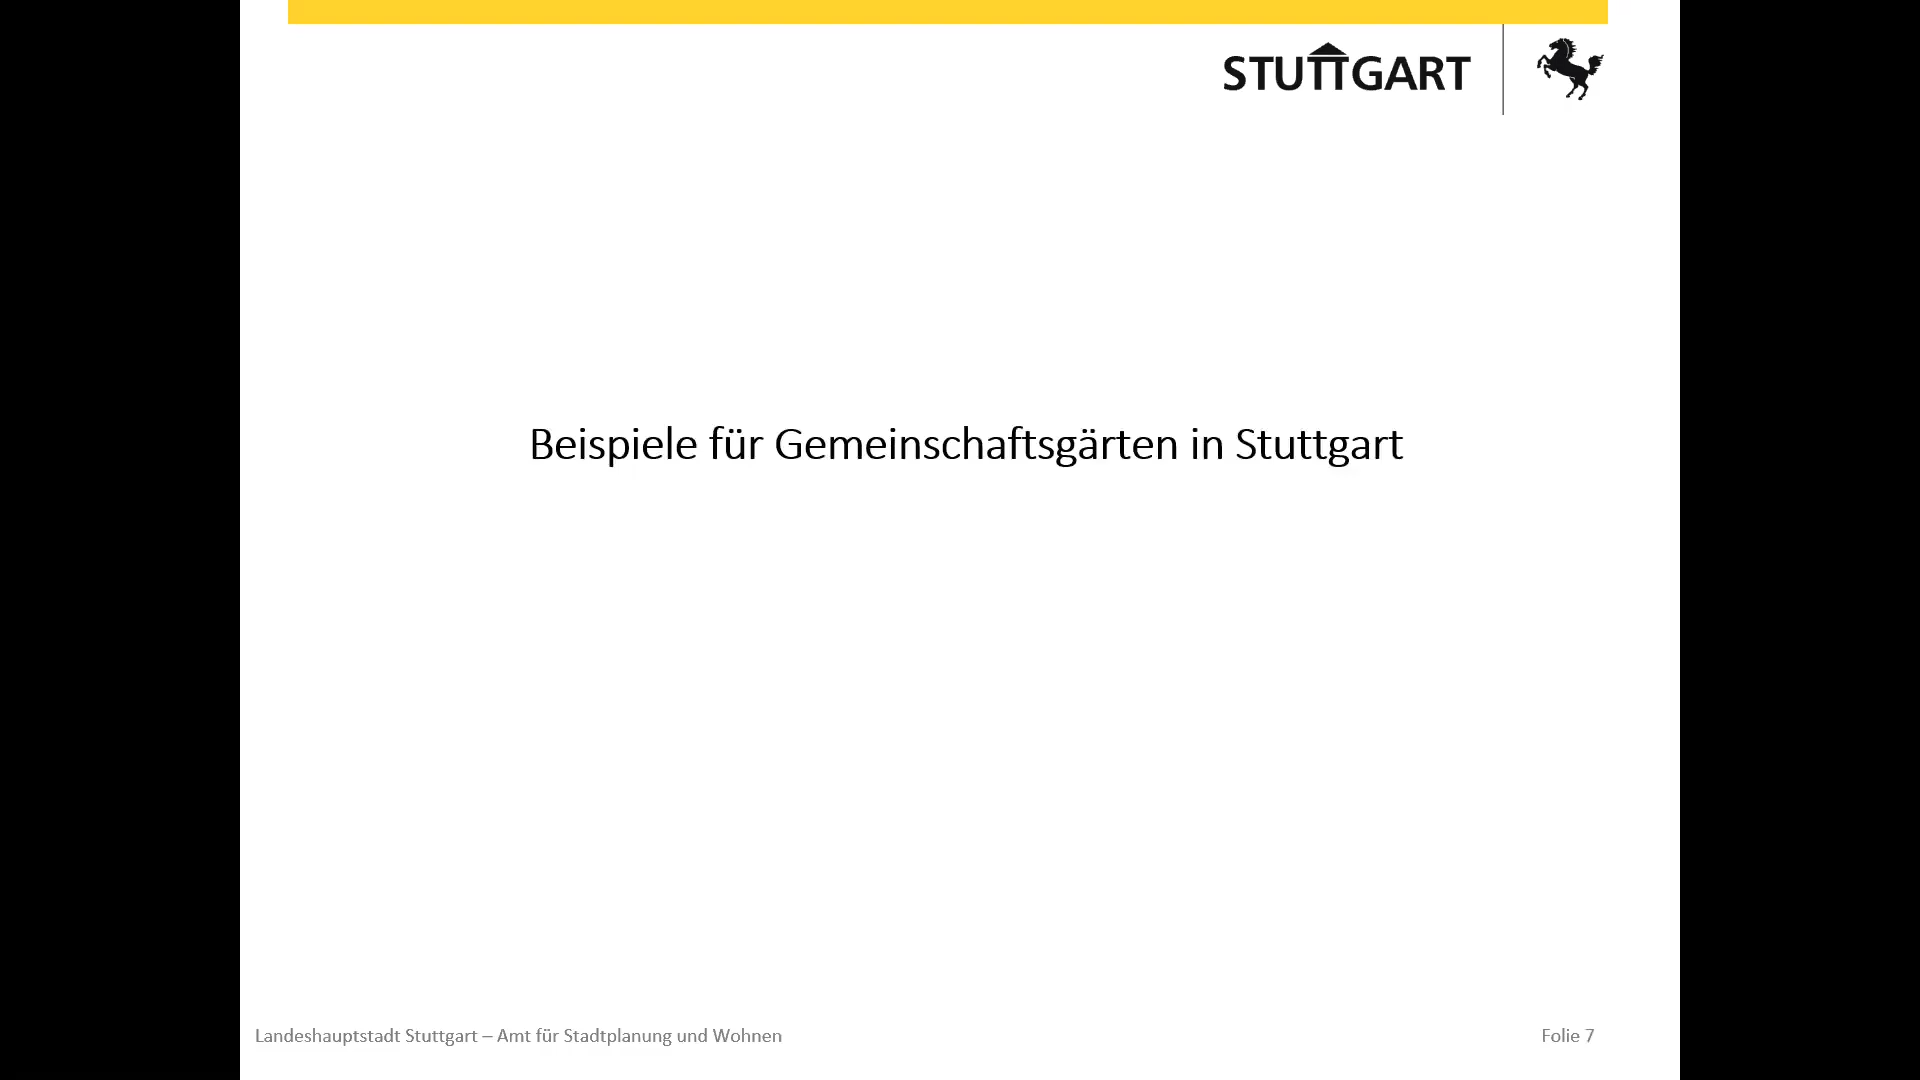 STUTTGART
Beispiele für Gemeinschaftsgärten in Stuttgart
Landeshauptstadt Stuttgart – Amt für Stadtplanung und Wohnen
Folie 7